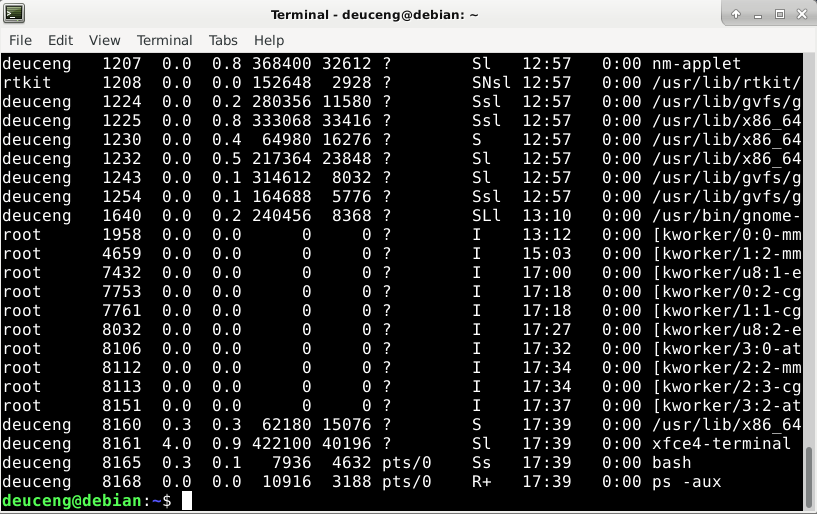 Terminal - deuceng@debian: ~
File Edit View Terminal Tabs Help
deuceng 1207 0.0 0.8 368400 32612 ? Sl 12:57 0:00 nm-applet
rtkit 1208 0.0 0.0 152648 2928 ? SNsl 12:57 0:00 /usr/lib/rtkit/
deuceng 1224 0.0 0.2 280356 11580 ? Ssl 12:57 0:00 /usr/lib/gvfs/g
deuceng 1225 0.0 0.8 333068 33416 ? Ssl 12:57 0:00 /usr/lib/x86_64
deuceng 1230 0.0 0.4 64980 16276 ? S 12:57 0:00 /usr/lib/x86_64
deuceng 1232 0.0 0.5 217364 23848 ? Sl 12:57 0:00 /usr/lib/x86_64
deuceng 1243 0.0 0.1 314612 8032 ? Sl 12:57 0:00 /usr/lib/gvfs/g
deuceng 1254 0.0 0.1 164688 5776 ? Ssl 12:57 0:00 /usr/lib/gvfs/g
deuceng 1640 0.0 0.2 240456 8368 ? SLl 13:10 0:00 /usr/bin/gnome-
root 1958 0.0 0.0 0 0 ? I 13:12 0:00 [kworker/0:0-mm
root 4659 0.0 0.0 0 0 ? I 15:03 0:00 [kworker/1:2-mm
root 7432 0.0 0.0 0 0 ? I 17:00 0:00 [kworker/u8:1-e
root 7753 0.0 0.0 0 0 ? I 17:18 0:00 [kworker/0:2-cg
root 7761 0.0 0.0 0 0 ? I 17:18 0:00 [kworker/1:1-cg
root 8032 0.0 0.0 0 0 ? I 17:27 0:00 [kworker/u8:2-e
root 8106 0.0 0.0 0 0 ? I 17:32 0:00 [kworker/3:0-at
root 8112 0.0 0.0 0 0 ? I 17:34 0:00 [kworker/2:2-mm
root 8113 0.0 0.0 0 0 ? I 17:34 0:00 [kworker/2:3-cg
root 8151 0.0 0.0 0 0 ? I 17:37 0:00 [kworker/3:2-at
deuceng 8160 0.3 0.3 62180 15076 ? S 17:39 0:00 /usr/lib/x86_64
deuceng 8161 4.0 0.9 422100 40196 ? Sl 17:39 0:00 xfce4-terminal
deuceng 8165 0.3 0.1 7936 4632 pts/0 Ss 17:39 0:00 bash
deuceng 8168 0.0 0.0 10916 3188 pts/0 R+ 17:39 0:00 ps -aux
deuceng@debian:~$